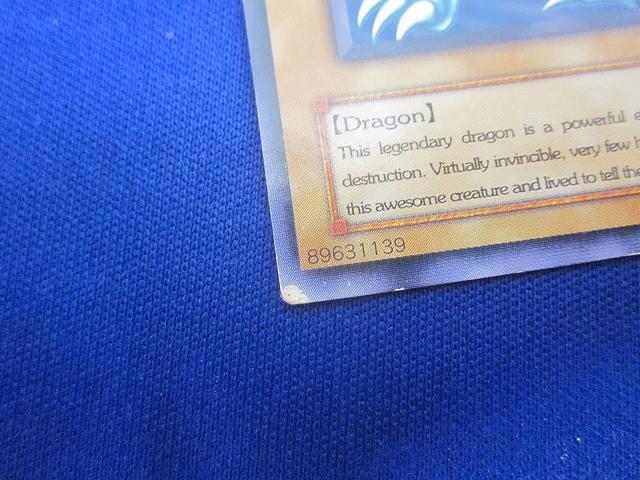 【Dragon】
This legendary dragon is a powerful
destruction. Virtually invincible, very few
this awesome creature and lived to tell the
89631139